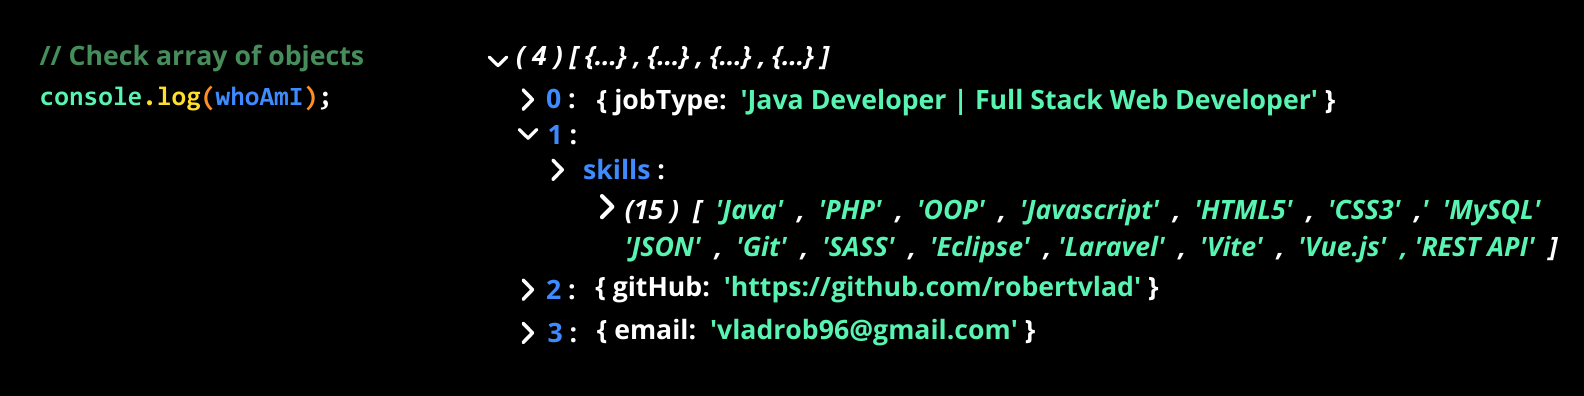 // Check array of objects
console.log(whoAmI);
( 4 ) [ {...} , {...} , {...} , {...} ]
0 : { jobType: 'Java Developer | Full Stack Web Developer' }
1 :
skills :
(15 ) [ 'Java' , 'PHP' , 'OOP' , 'Javascript' , 'HTML5' , 'CSS3' ,' 'MySQL'
'JSON' , 'Git' , 'SASS' , 'Eclipse' , 'Laravel' , 'Vite' , 'Vue.js' , 'REST API' ]
2 : { gitHub: 'https://github.com/robertvlad' }
3 : { email: 'vladrob96@gmail.com' }